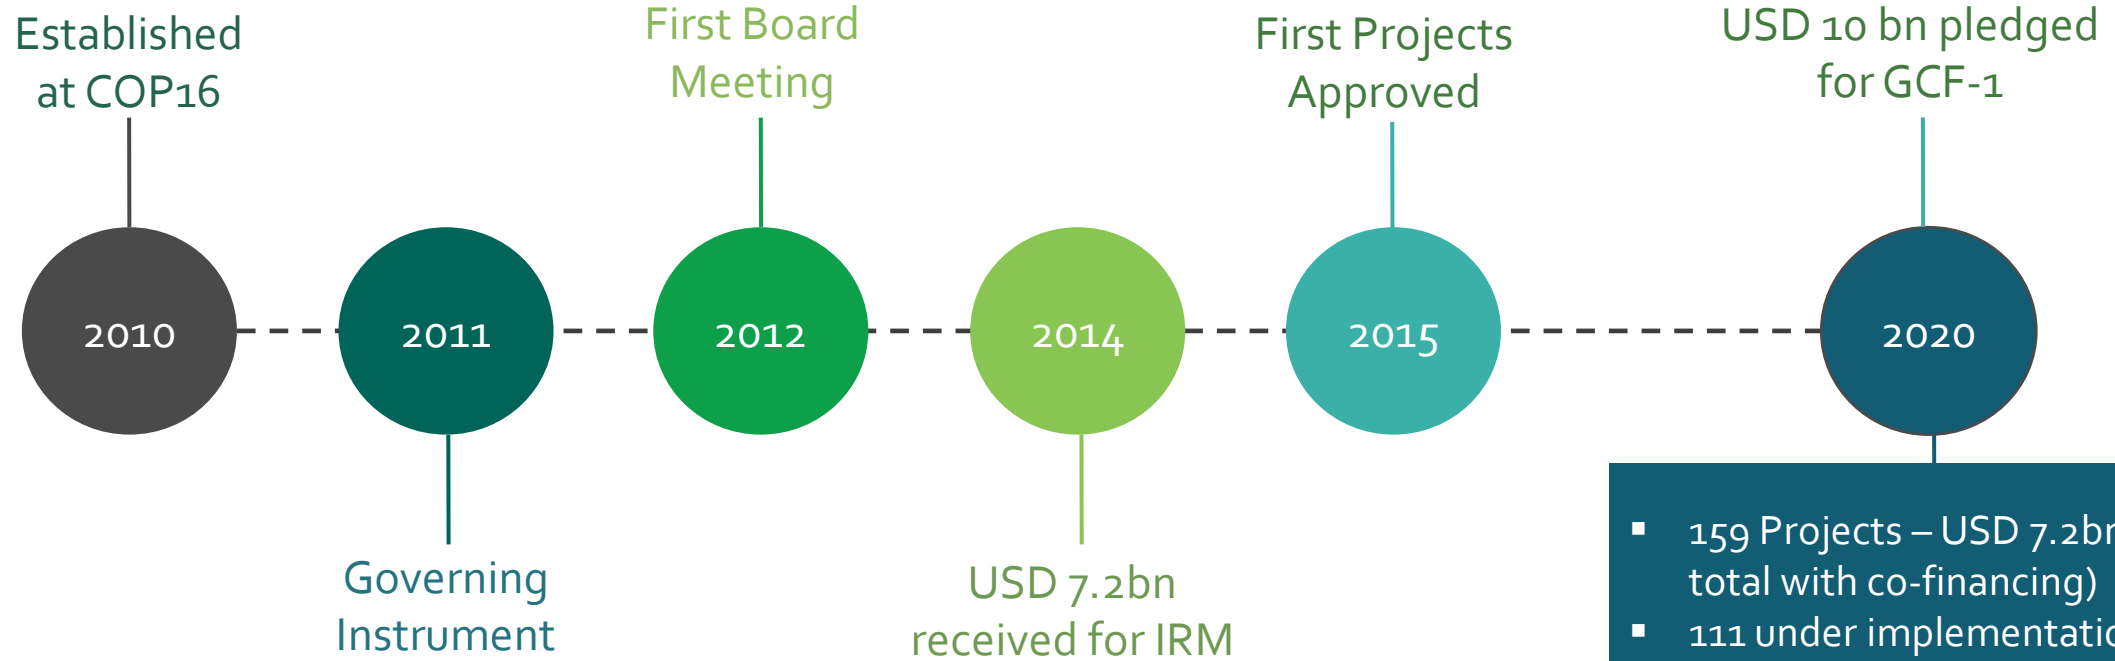 Established
at COP16
First Board
Meeting
First Projects
Approved
USD 10 bn pledged
for GCF-1
2010
2011
2012
2014
2015
2020
Governing
Instrument
USD 7.2bn
received for IRM
▪ 159 Projects – USD 7.2bn
total with co-financing)
▪ 111 under